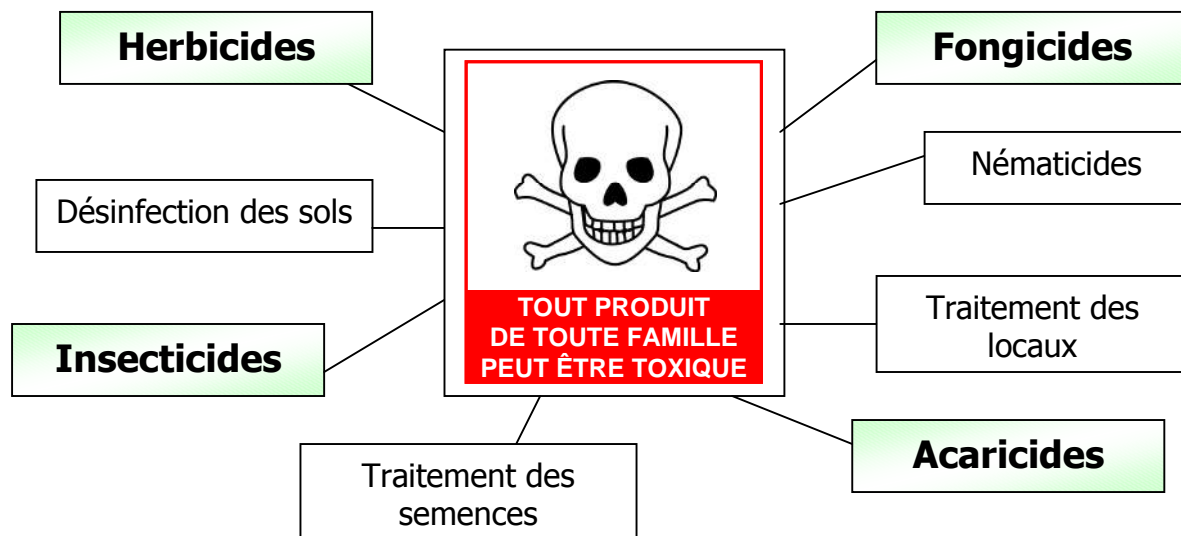 Herbicides
Fongicides
Désinfection des sols
Nématicides
TOUT PRODUIT
DE TOUTE FAMILLE
PEUT ÊTRE TOXIQUE
Insecticides
Traitement des
locaux
Traitement des
semences
Acaricides